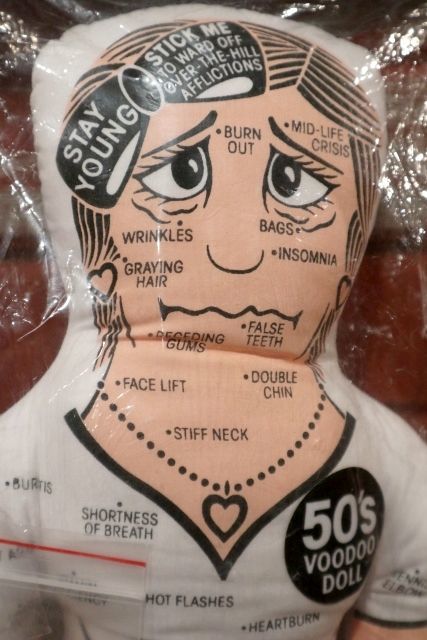 STAY
YOUNG
STICK ME
TO WARD OFF
OVER-THE-HILL
AFFLICTIONS
•BURN
OUT
•MID-LIFE
CRISIS
WRINKLES
BAGS•
•INSOMNIA
•GRAYING
HAIR
•RECEDING
GUMS
•FALSE
TEETH
•FACE LIFT
•DOUBLE
CHIN
•STIFF NECK
•BURTIS
SHORTNESS
OF BREATH
50'S
VOODOO
DOLL
HOT FLASHES
•HEARTBURN
ELBOW